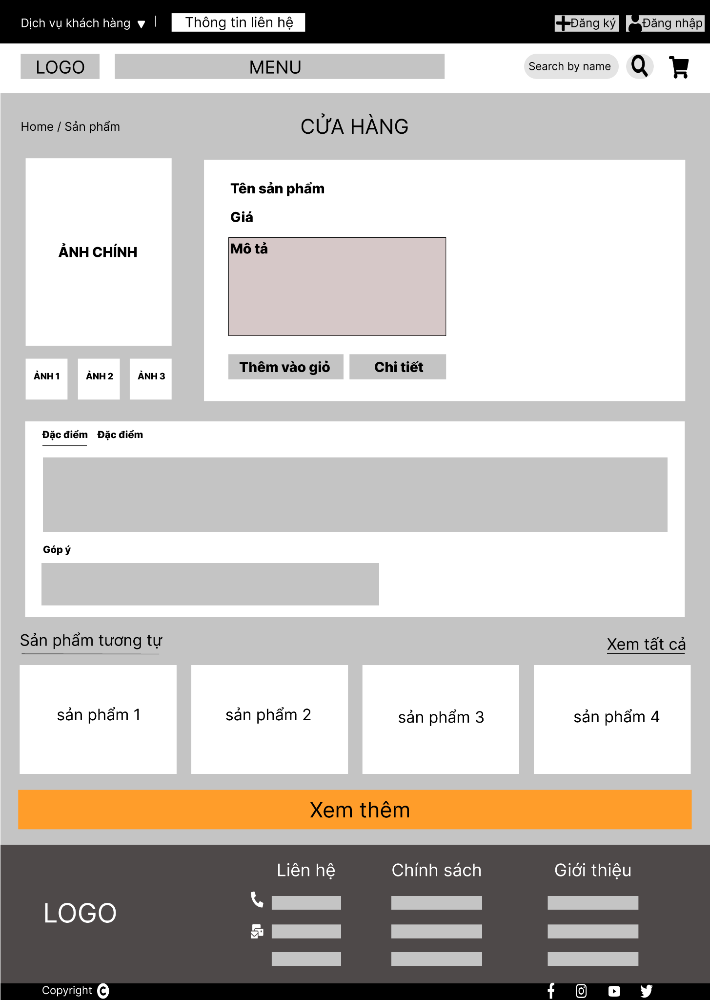 Dịch vụ khách hàng
Thông tin liên hệ
Đăng ký
Đăng nhập
LOGO
MENU
Search by name
Home / Sản phẩm
CỬA HÀNG
ẢNH CHÍNH
Tên sản phẩm
Giá
Mô tả
Thêm vào giỏ
Chi tiết
ẢNH 1
ẢNH 2
ẢNH 3
Đặc điểm
Đặc điểm
Góp ý
Sản phẩm tương tự
Xem tất cả
sản phẩm 1
sản phẩm 2
sản phẩm 3
sản phẩm 4
Xem thêm
Liên hệ
Chính sách
Giới thiệu
LOGO
Copyright ©